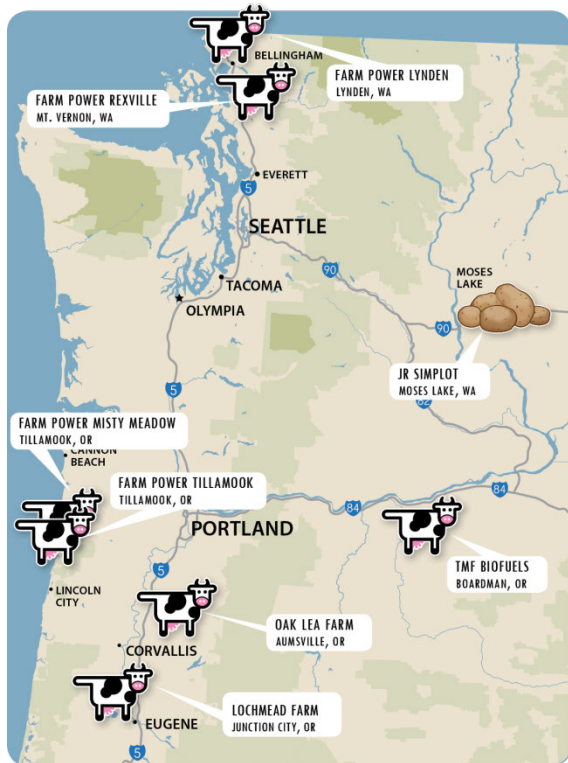 BELLINGHAM
FARM POWER LYNDEN
LYNDEN, WA
FARM POWER REXVILLE
MT. VERNON, WA
EVERETT
5
SEATTLE
90
MOSES
LAKE
TACOMA
OLYMPIA
90
JR SIMPLOT
MOSES LAKE, WA
5
82
FARM POWER MISTY MEADOW
TILLAMOOK, OR
CANNON
BEACH
FARM POWER TILLAMOOK
TILLAMOOK, OR
84
84
PORTLAND
TMF BIOFUELS
BOARDMAN, OR
5
LINCOLN
CITY
OAK LEA FARM
AUMSVILLE, OR
CORVALLIS
LOCHMEAD FARM
JUNCTION CITY, OR
EUGENE
5